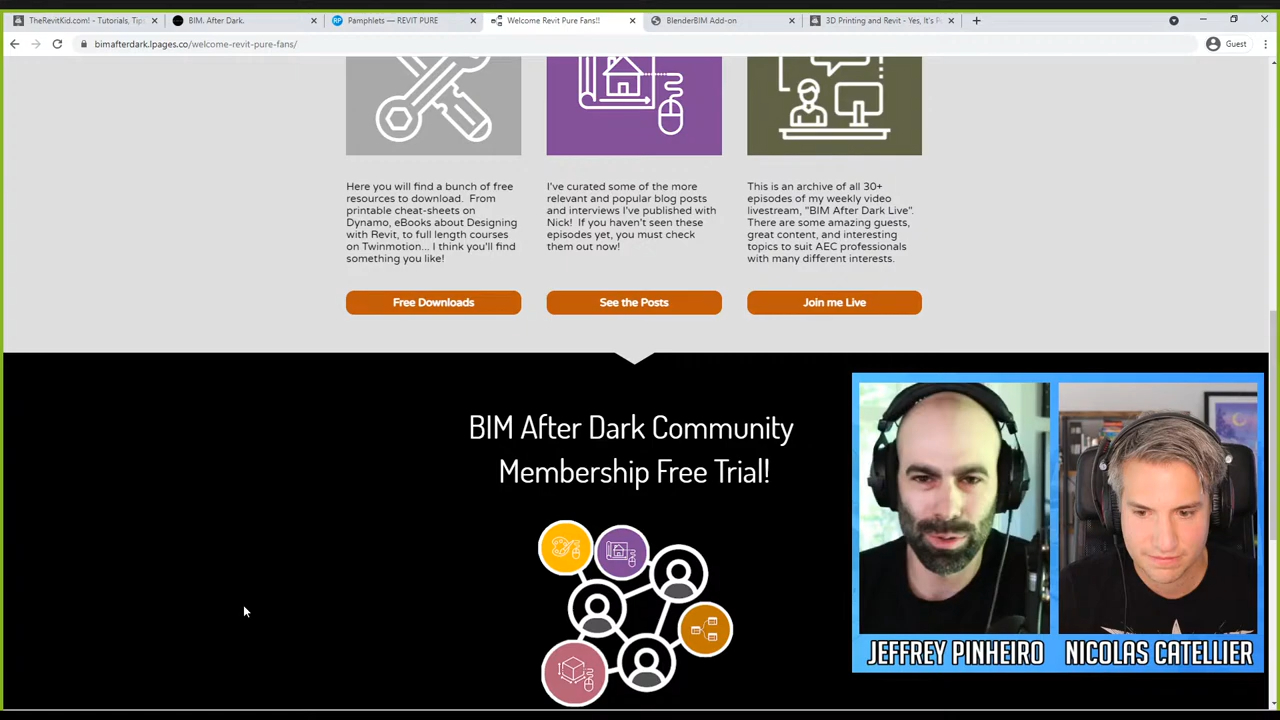 TheRevitKid.com! - Tutorials, Tips
BIM. After Dark.
Pamphlets — REVIT PURE
Welcome Revit Pure Fans!!
BlenderBIM Add-on
3D Printing and Revit - Yes, It's
bimafterdark.lpages.co/welcome-revit-pure-fans/
Guest
Here you will find a bunch of free
resources to download. From
printable cheat-sheets on
Dynamo, eBooks about Designing
with Revit, to full length courses
on Twinmotion... I think you'll find
something you like!
Free Downloads
I've curated some of the more
relevant and popular blog posts
and interviews I've published with
Nick! If you haven't seen these
episodes yet, you must check
them out now!
See the Posts
This is an archive of all 30+
episodes of my weekly video
livestream, "BIM After Dark Live".
There are some amazing guests,
great content, and interesting
topics to suit AEC professionals
with many different interests.
Join me Live
BIM After Dark Community
Membership Free Trial!
JEFFREY PINHEIRO
NICOLAS CATELLIER